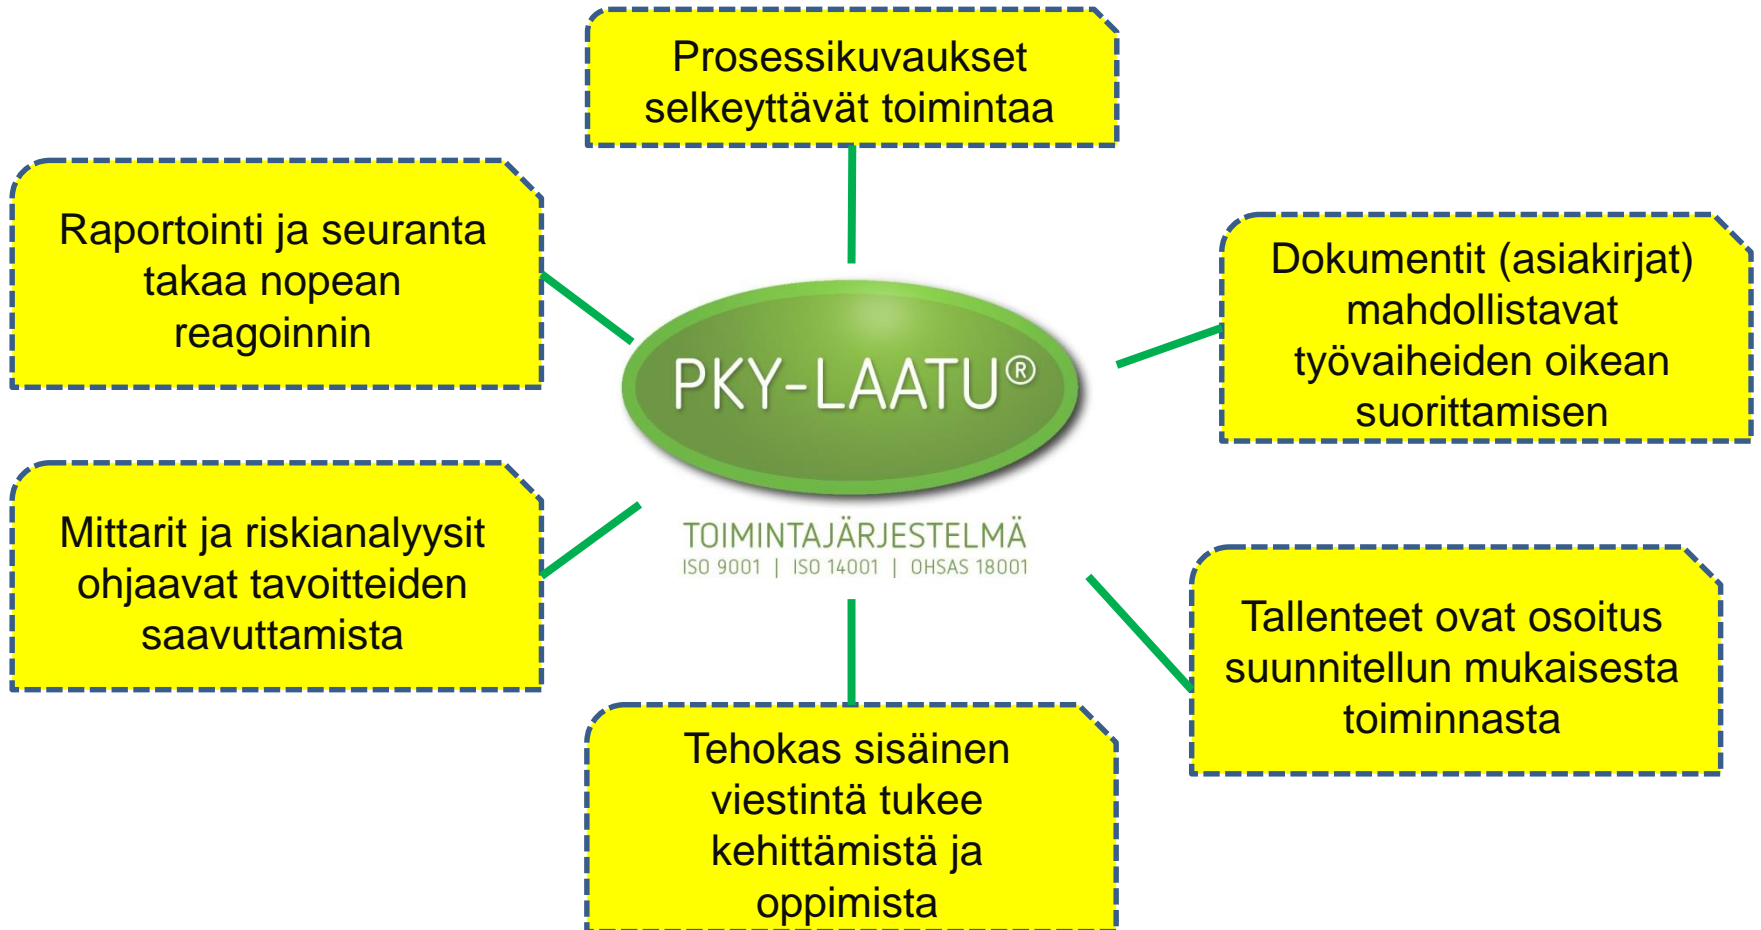 Prosessikuvaukset
selkeyttävät toimintaa
Raportointi ja seuranta
takaa nopean
reagoinnin
Dokumentit (asiakirjat)
mahdollistavat
työvaiheiden oikean
suorittamisen
PKY-LAATU®
TOIMINTAJÄRJESTELMÄ
ISO 9001 | ISO 14001 | OHSAS 18001
Mittarit ja riskianalyysit
ohjaavat tavoitteiden
saavuttamista
Tallenteet ovat osoitus
suunnitellun mukaisesta
toiminnasta
Tehokas sisäinen
viestintä tukee
kehittämistä ja
oppimista